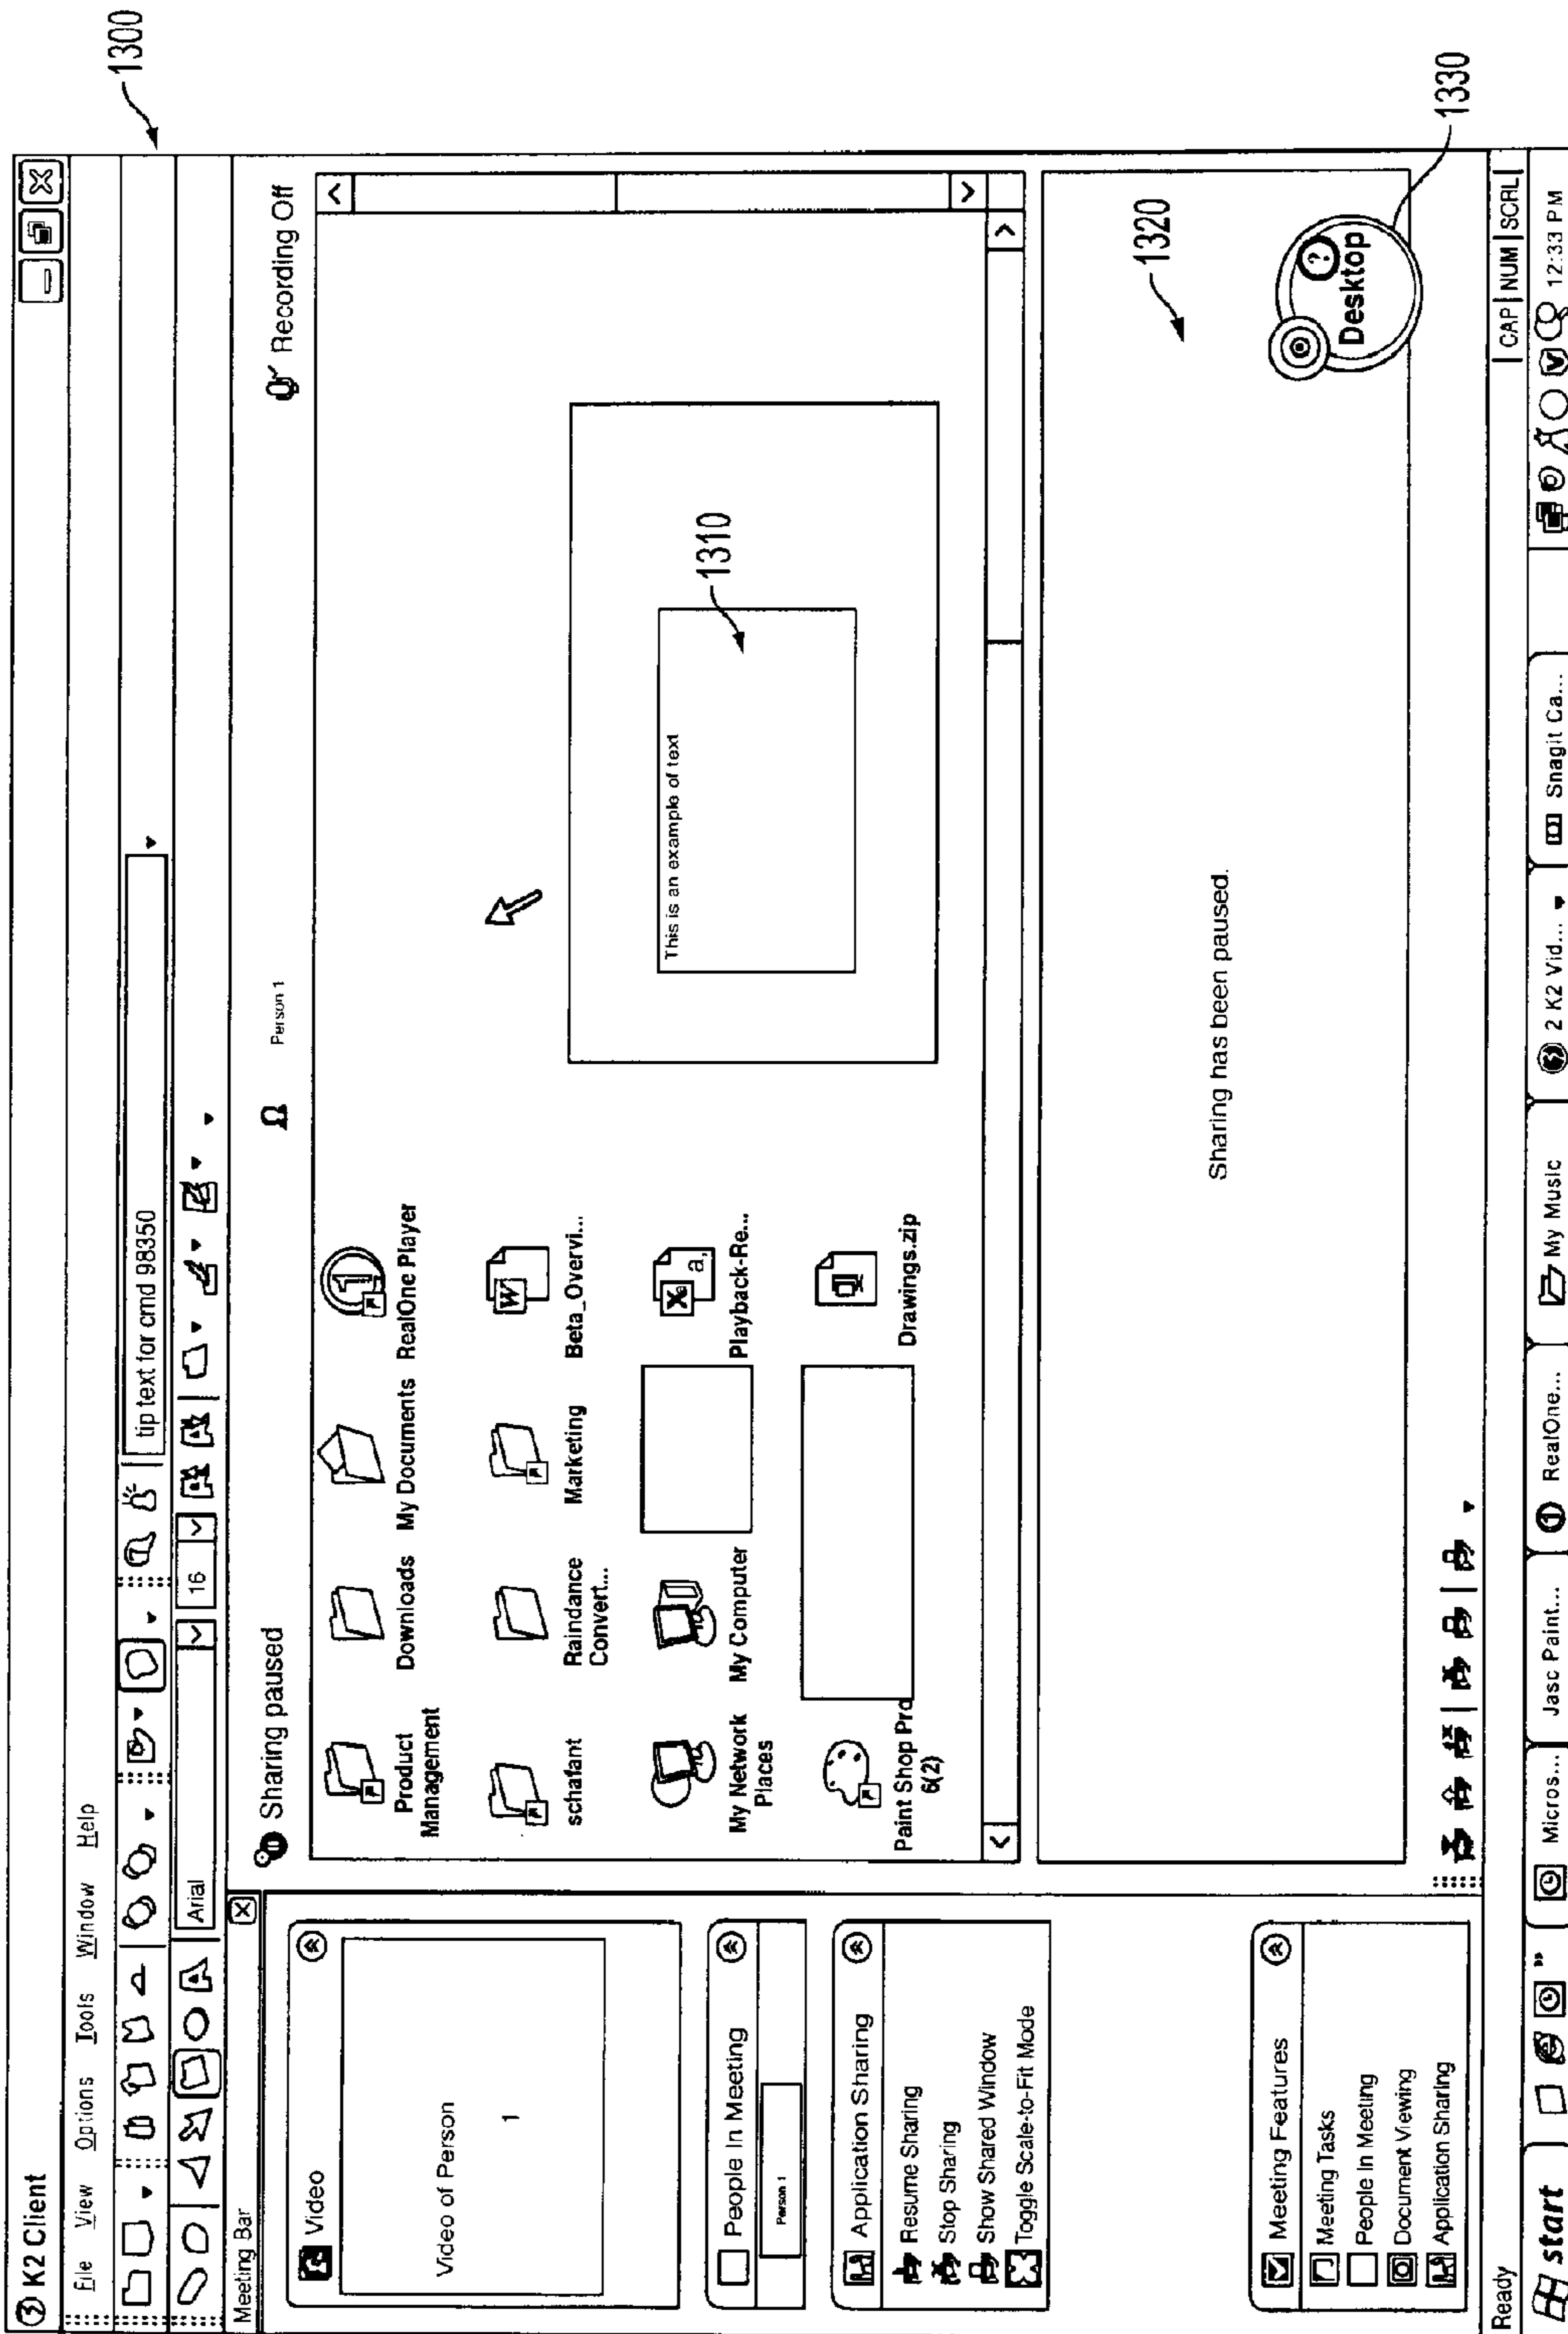 1300
K2 Client
File View Options Tools Window Help
tip text for cmd 98350
Arial 16
Meeting Bar
Sharing paused
Person 1
Recording Off
Video
Video of Person
1
People In Meeting
Person 1
Application Sharing
Resume Sharing
Stop Sharing
Show Shared Window
Toggle Scale-to-Fit Mode
Meeting Features
Meeting Tasks
People In Meeting
Document Viewing
Application Sharing
Product Management
Downloads
My Documents
RealOne Player
schafant
Raindance Convert...
Marketing
Beta_Overvi...
My Network Places
My Computer
Playback-Re...
Paint Shop Pro 6(2)
Drawings.zip
This is an example of text
1310
1320
Sharing has been paused.
Desktop
1330
Ready
CAP NUM SCRL
start
Micros...
Jasc Paint...
RealOne...
My Music
2 K2 Vid...
Snagit Ca...
12:33 PM